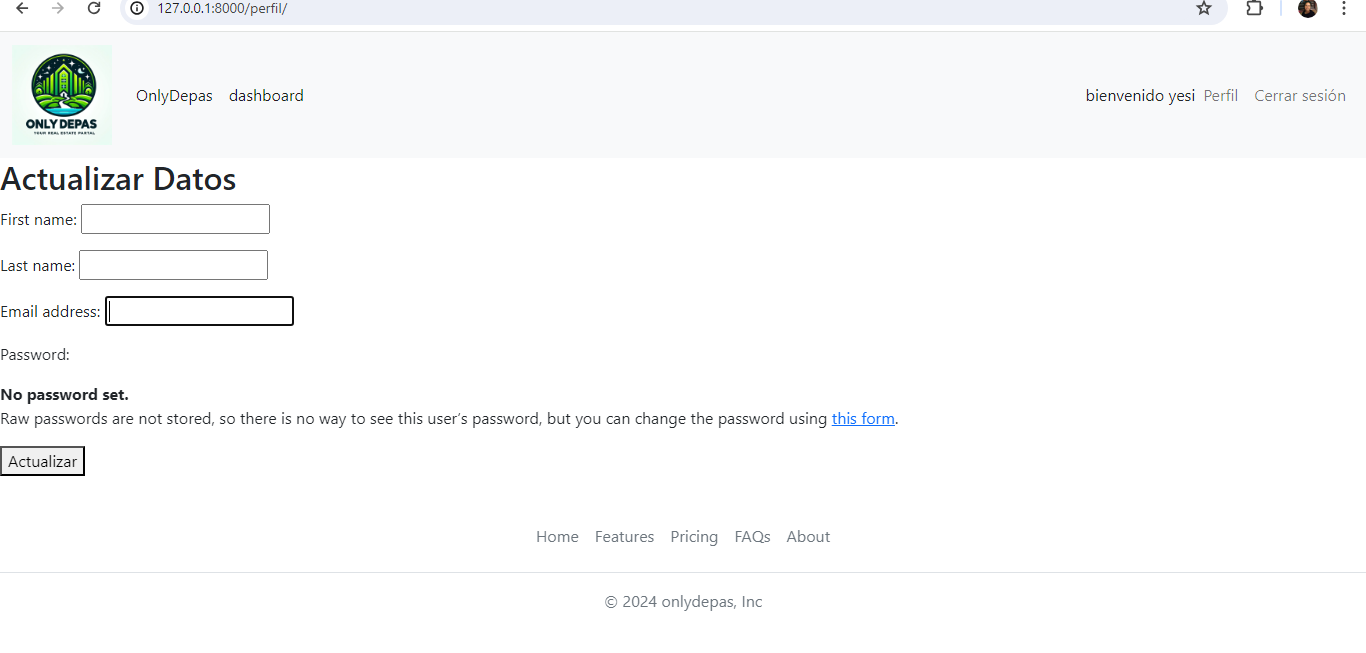 127.0.0.1:8000/perfil/
ONLY DEPAS
YOUR REAL ESTATE PARTAL
OnlyDepas dashboard bienvenido yesi Perfil Cerrar sesión
Actualizar Datos
First name:
Last name:
Email address:
Password:
No password set.
Raw passwords are not stored, so there is no way to see this user’s password, but you can change the password using this form.
Actualizar
Home Features Pricing FAQs About
© 2024 onlydepas, Inc